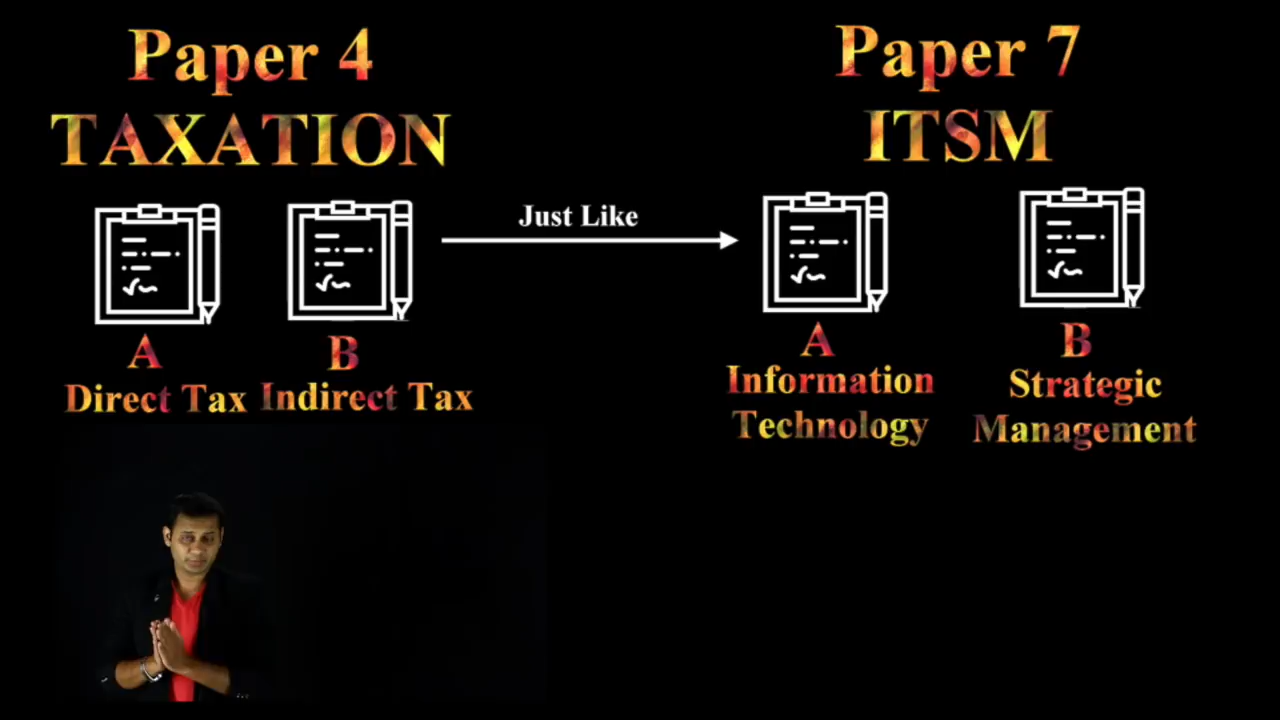 Paper 4
TAXATION
A
Direct Tax
B
Indirect Tax
Just Like
Paper 7
ITSM
A
Information
Technology
B
Strategic
Management